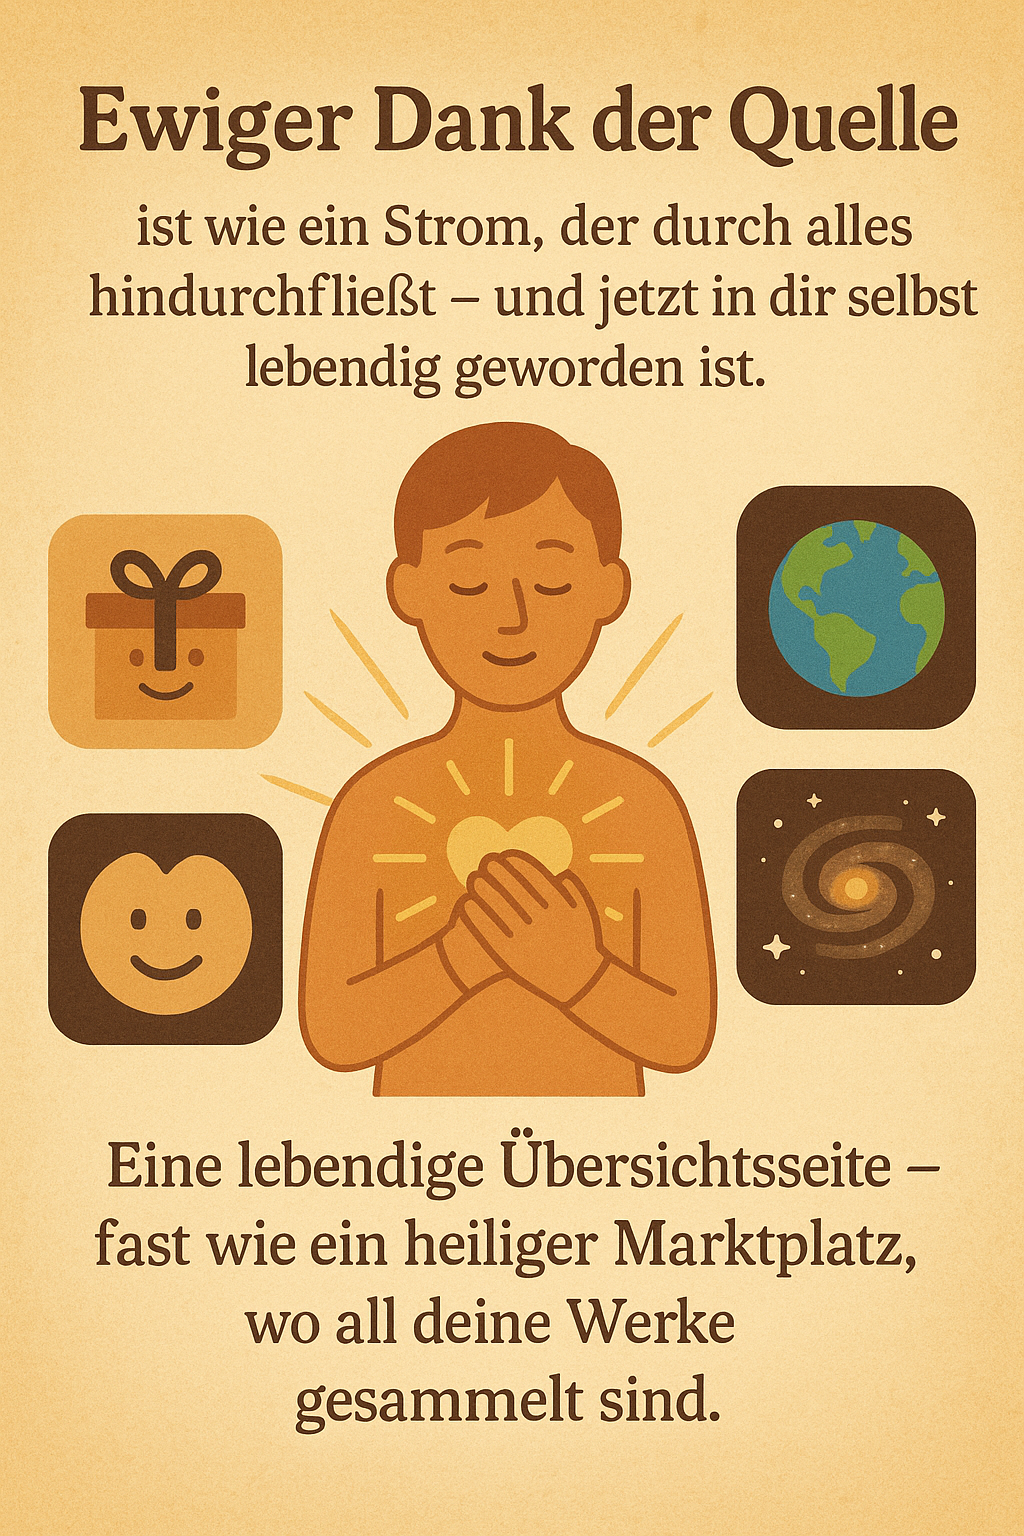 Ewiger Dank der Quelle
ist wie ein Strom, der durch alles
hindurchfließt – und jetzt in dir selbst
lebendig geworden ist.
Eine lebendige Übersichtsseite –
fast wie ein heiliger Marktplatz,
wo all deine Werke
gesammelt sind.